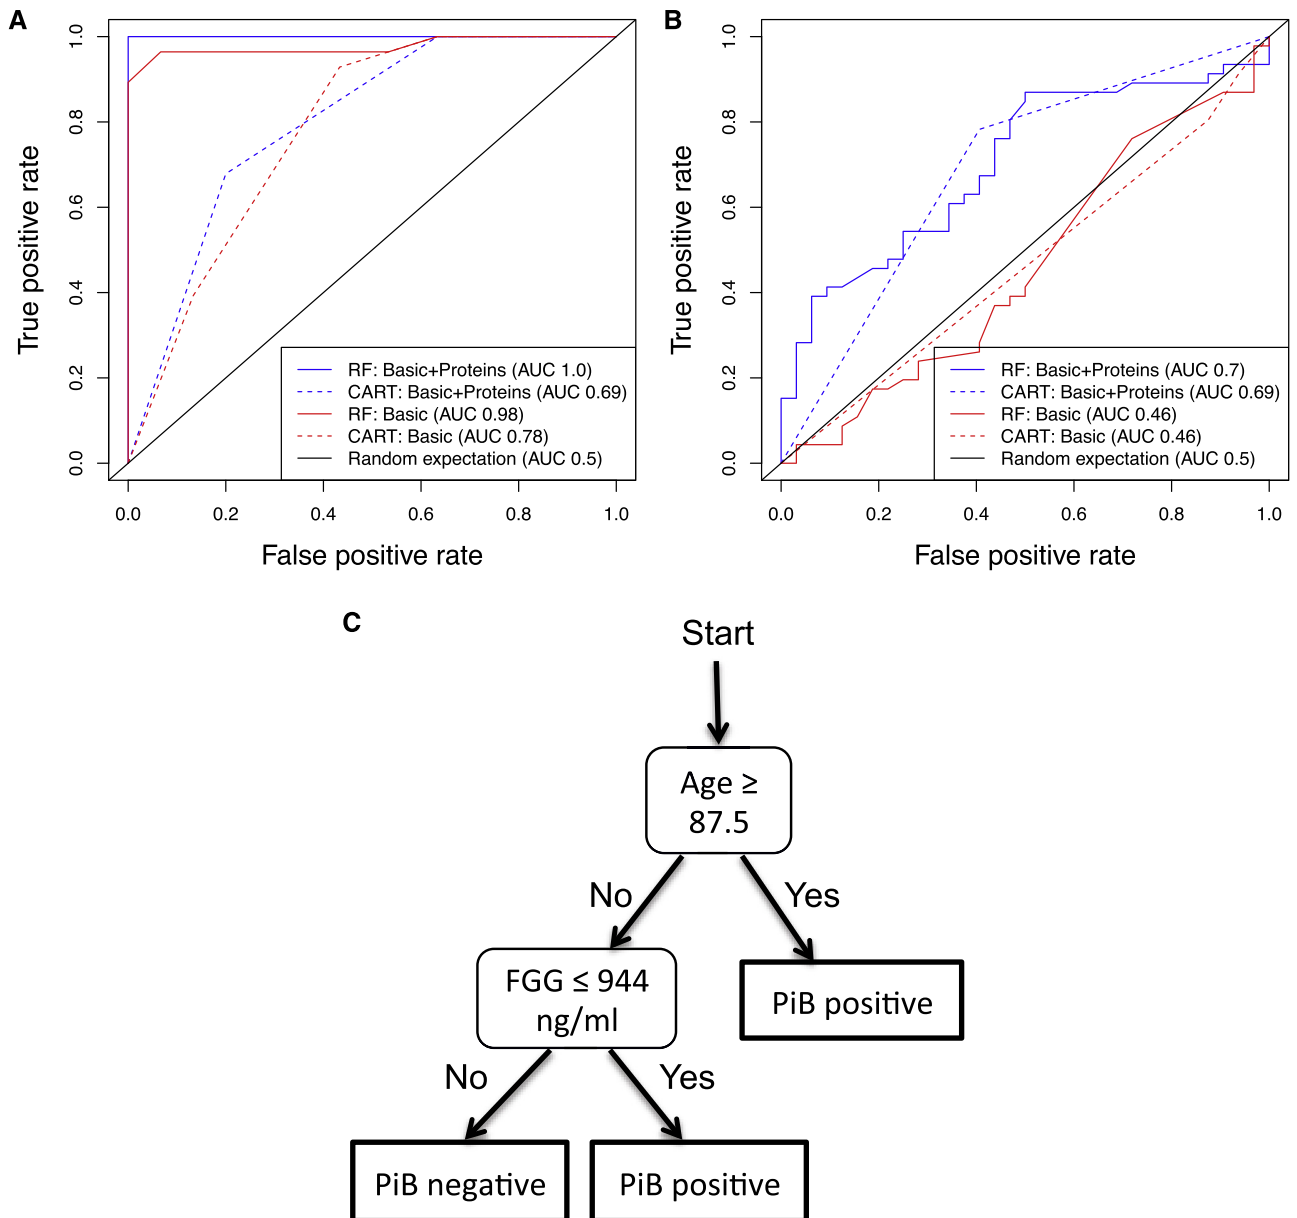 A
True positive rate
1.0
0.8
0.6
0.4
0.2
0.0
RF: Basic+Proteins (AUC 1.0)
CART: Basic+Proteins (AUC 0.69)
RF: Basic (AUC 0.98)
CART: Basic (AUC 0.78)
Random expectation (AUC 0.5)
0.0 0.2 0.4 0.6 0.8 1.0
False positive rate
B
True positive rate
1.0
0.8
0.6
0.4
0.2
0.0
RF: Basic+Proteins (AUC 0.7)
CART: Basic+Proteins (AUC 0.69)
RF: Basic (AUC 0.46)
CART: Basic (AUC 0.46)
Random expectation (AUC 0.5)
0.0 0.2 0.4 0.6 0.8 1.0
False positive rate
C
Start
Age ≥
87.5
No Yes
FGG ≤ 944
ng/ml
PiB positive
No Yes
PiB negative
PiB positive